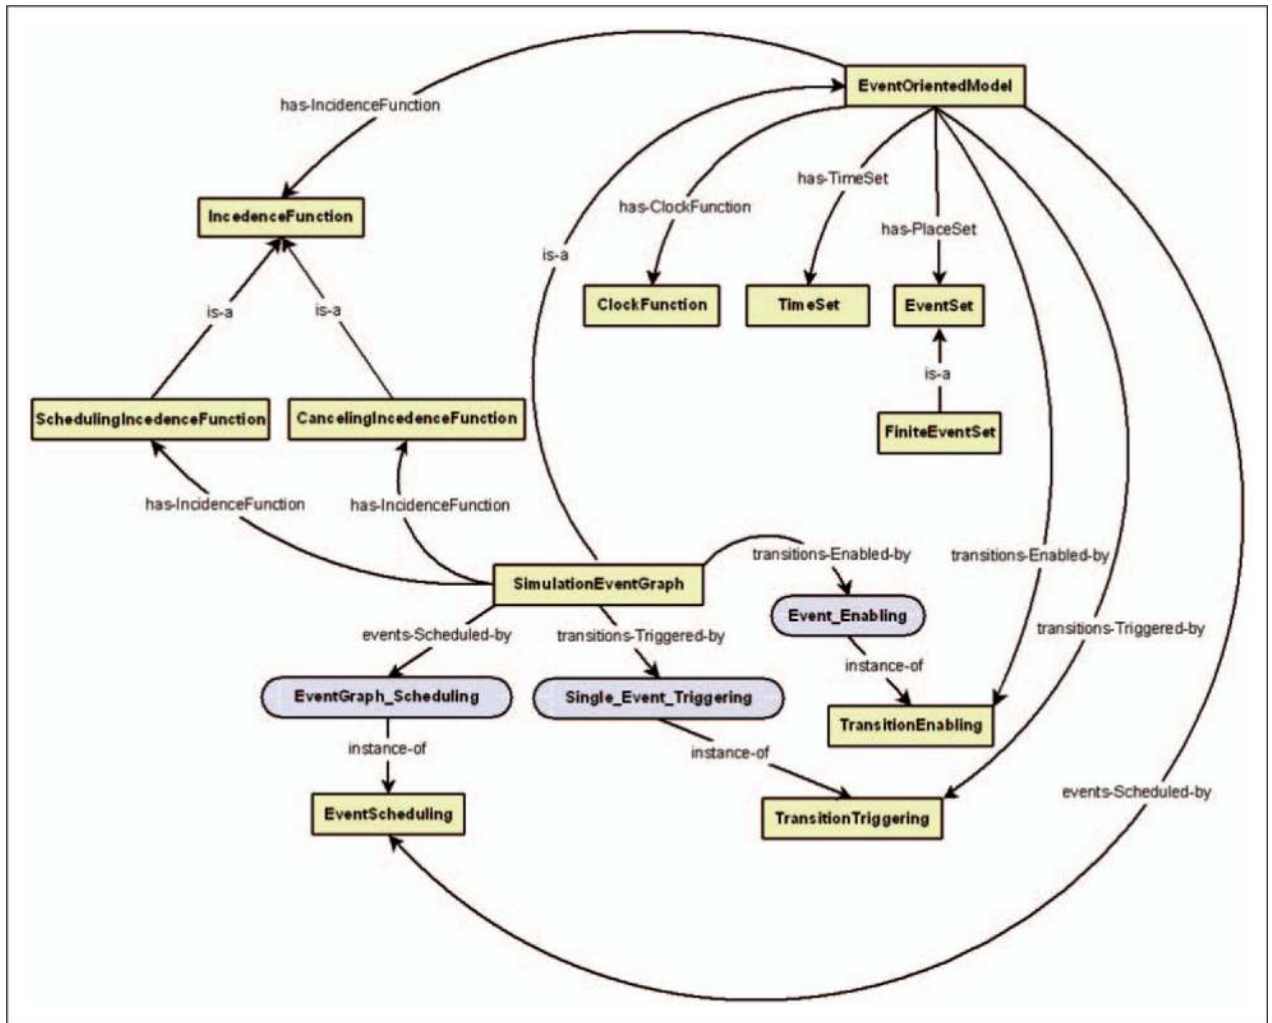 EventOrientedModel
has-IncidenceFunction
has-TimeSet
has-ClockFunction
IncedenceFunction
has-PlaceSet
is-a
ClockFunction
TimeSet
EventSet
is-a
is-a
is-a
SchedulingIncedenceFunction
CancelingIncedenceFunction
FiniteEventSet
has-IncidenceFunction
has-IncidenceFunction
transitions-Enabled-by
transitions-Enabled-by
SimulationEventGraph
Event_Enabling
events-Scheduled-by
transitions-Triggered-by
transitions-Triggered-by
instance-of
EventGraph_Scheduling
Single_Event_Triggering
TransitionEnabling
instance-of
instance-of
events-Scheduled-by
EventScheduling
TransitionTriggering